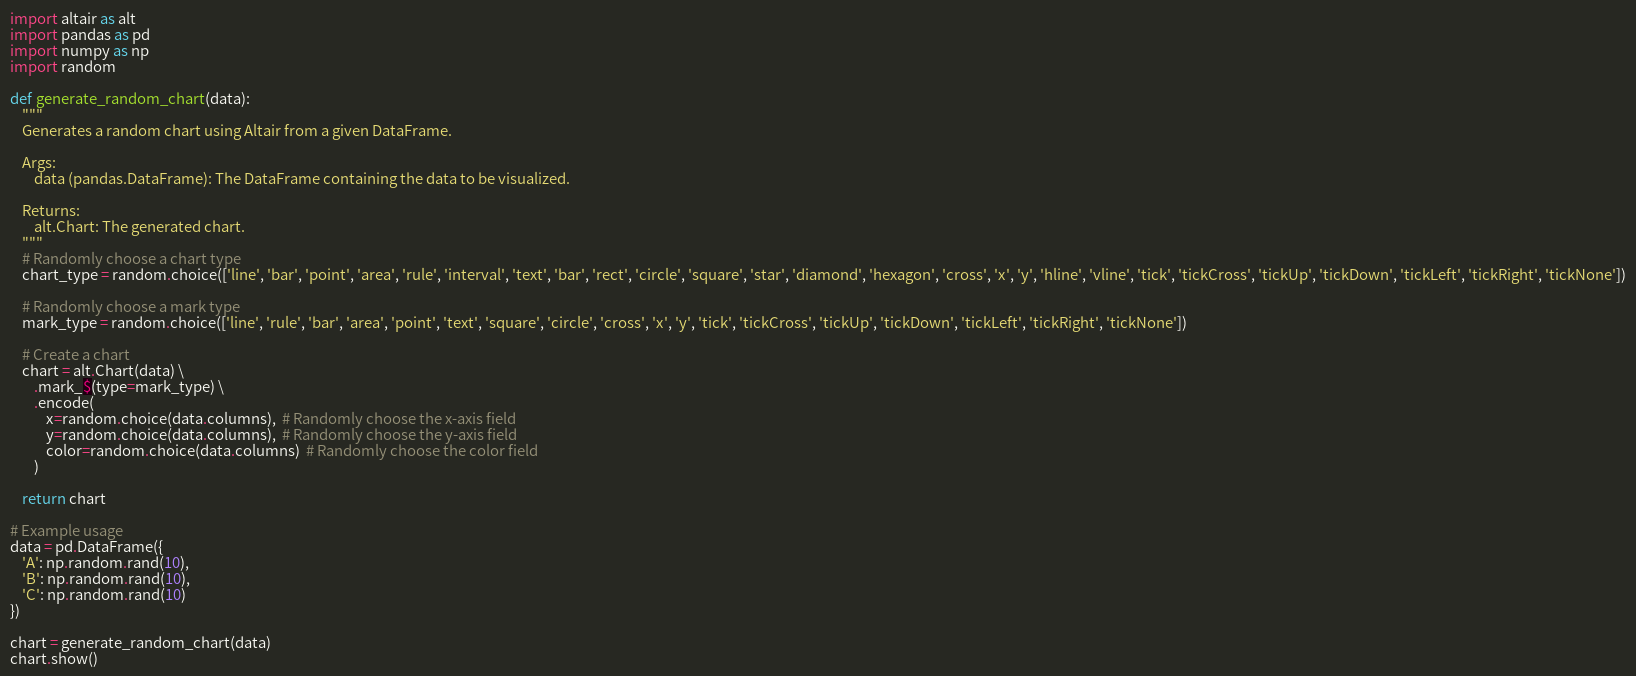 import altair as alt
import pandas as pd
import numpy as np
import random

def generate_random_chart(data):
    """
    Generates a random chart using Altair from a given DataFrame.

    Args:
        data (pandas.DataFrame): The DataFrame containing the data to be visualized.

    Returns:
        alt.Chart: The generated chart.
    """
    # Randomly choose a chart type
    chart_type = random.choice(['line', 'bar', 'point', 'area', 'rule', 'interval', 'text', 'bar', 'rect', 'circle', 'square', 'star', 'diamond', 'hexagon', 'cross', 'x', 'y', 'hline', 'vline', 'tick', 'tickCross', 'tickUp', 'tickDown', 'tickLeft', 'tickRight', 'tickNone'])

    # Randomly choose a mark type
    mark_type = random.choice(['line', 'rule', 'bar', 'area', 'point', 'text', 'square', 'circle', 'cross', 'x', 'y', 'tick', 'tickCross', 'tickUp', 'tickDown', 'tickLeft', 'tickRight', 'tickNone'])

    # Create a chart
    chart = alt.Chart(data) \
        .mark_$(type=mark_type) \
        .encode(
            x=random.choice(data.columns),  # Randomly choose the x-axis field
            y=random.choice(data.columns),  # Randomly choose the y-axis field
            color=random.choice(data.columns)  # Randomly choose the color field
        )

    return chart

# Example usage
data = pd.DataFrame({
    'A': np.random.rand(10),
    'B': np.random.rand(10),
    'C': np.random.rand(10)
})

chart = generate_random_chart(data)
chart.show()